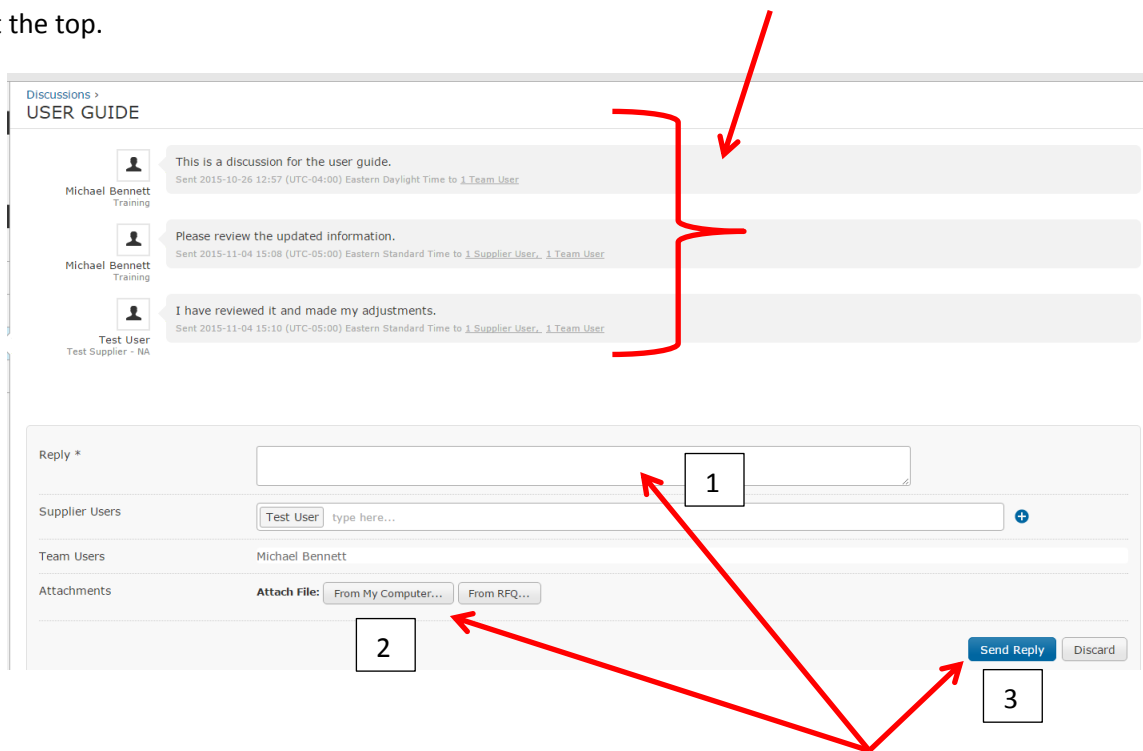 the top.
Discussions ›
USER GUIDE
This is a discussion for the user guide.
Sent 2015-10-26 12:57 (UTC-04:00) Eastern Daylight Time to 1 Team User
Michael Bennett
Training
Please review the updated information.
Sent 2015-11-04 15:08 (UTC-05:00) Eastern Standard Time to 1 Supplier User, 1 Team User
Michael Bennett
Training
I have reviewed it and made my adjustments.
Sent 2015-11-04 15:10 (UTC-05:00) Eastern Standard Time to 1 Supplier User, 1 Team User
Test User
Test Supplier - NA
Reply *
1
Supplier Users Test User type here...
Team Users Michael Bennett
Attachments Attach File: From My Computer... From RFQ...
2
Send Reply Discard
3